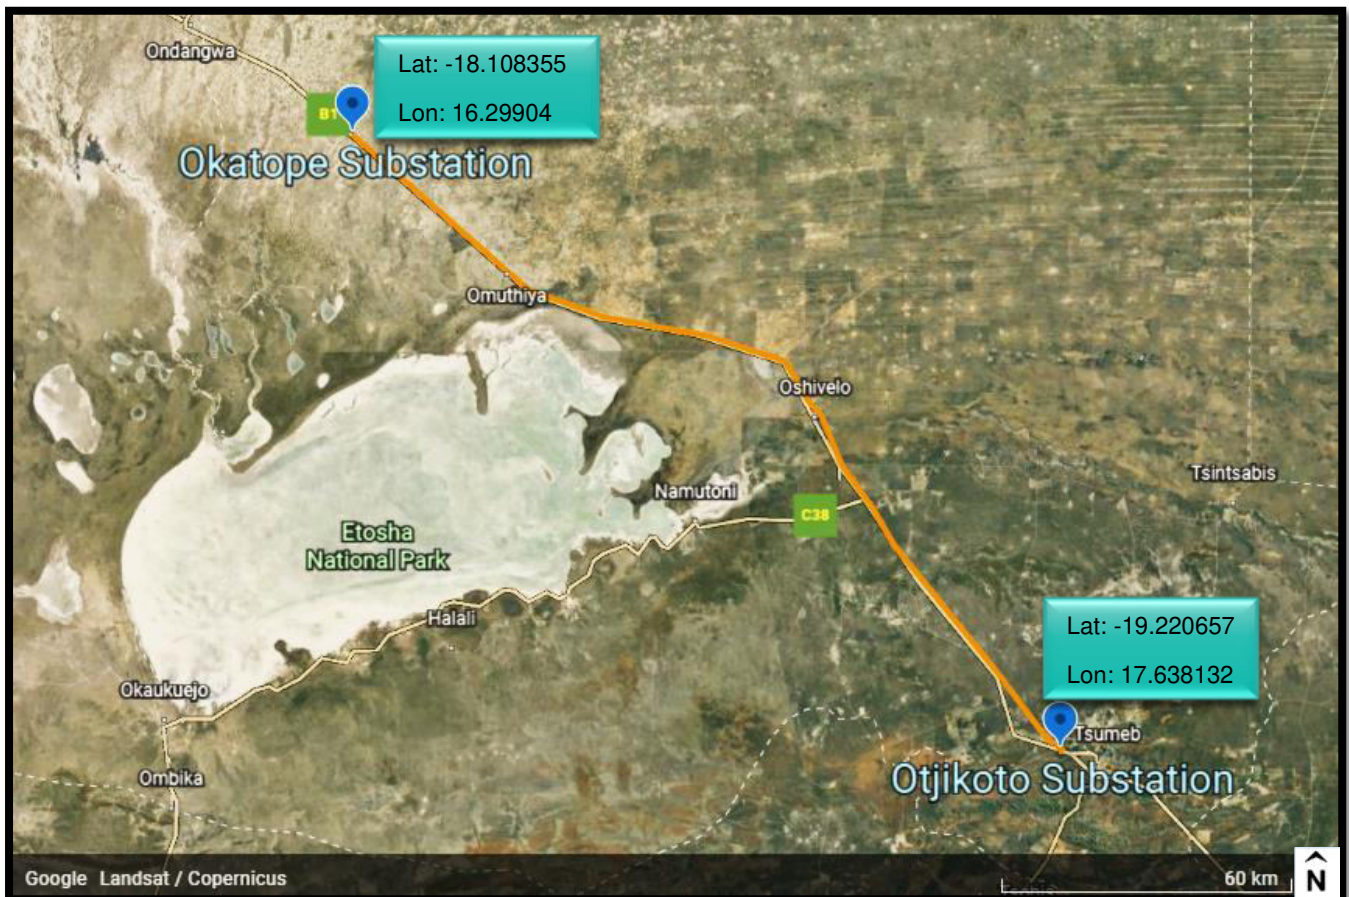 Ondangwa
Lat: -18.108355
Lon: 16.29904
B1
Okatope Substation
Omuthiya
Oshivelo
Tsintsabis
Namutoni
C38
Etosha
National Park
Halali
Lat: -19.220657
Lon: 17.638132
Okaukuejo
Tsumeb
Ombika
Otjikoto Substation
Google Landsat / Copernicus
60 km
N